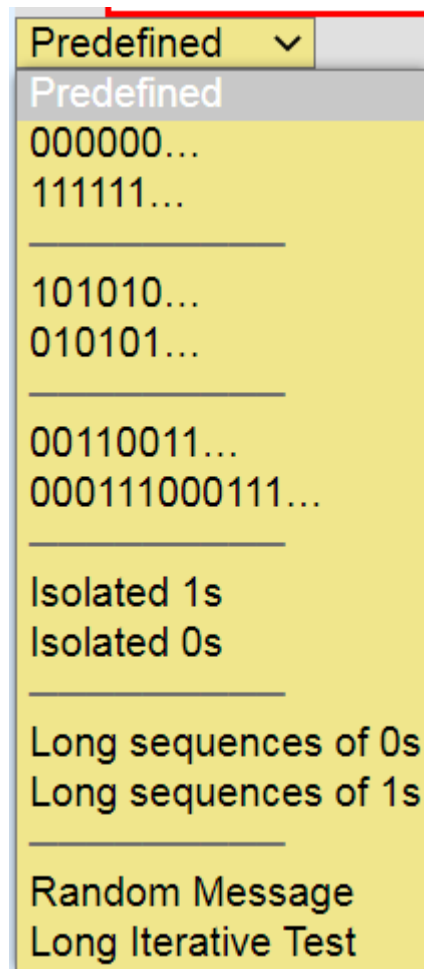 Predefined
Predefined
000000...
111111...
101010...
010101...
00110011...
000111000111...
Isolated 1s
Isolated 0s
Long sequences of 0s
Long sequences of 1s
Random Message
Long Iterative Test